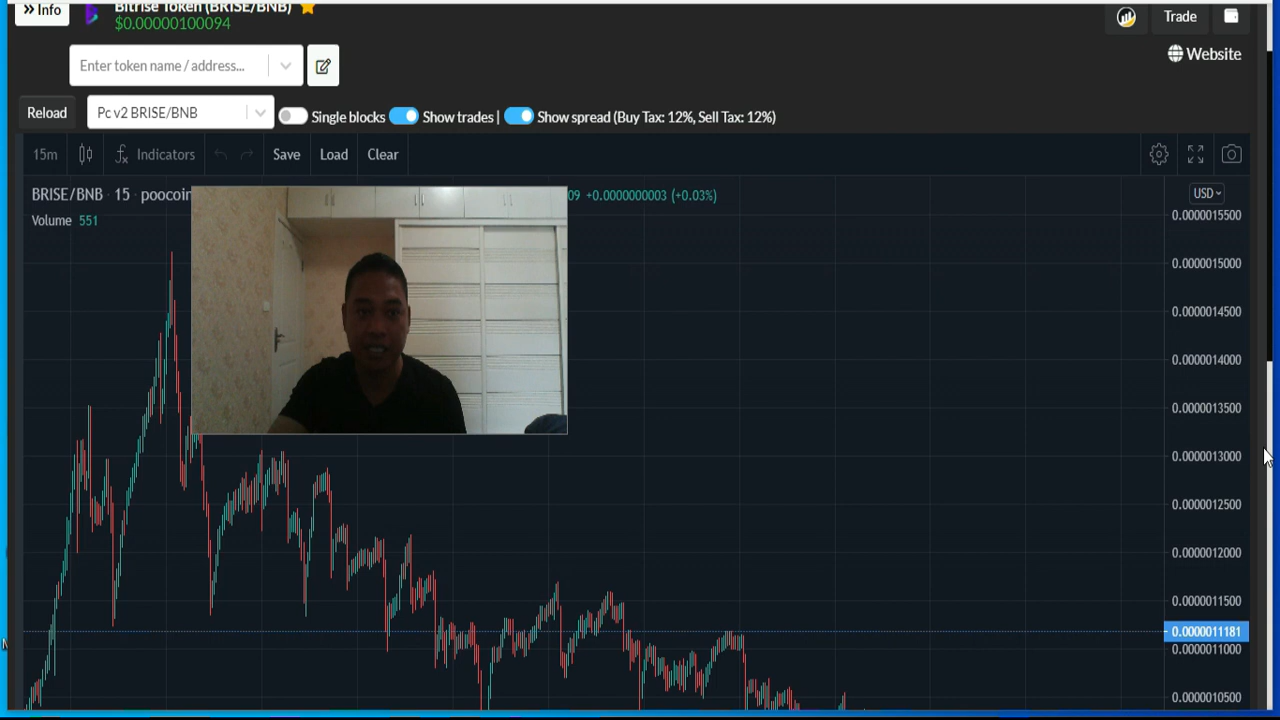 Info
Bitrise Token (BRISE/BNB)
$0.00000100094
Trade
Enter token name / address...
Website
Reload
Pc v2 BRISE/BNB
Single blocks
Show trades |
Show spread (Buy Tax: 12%, Sell Tax: 12%)
15m
Indicators
Save
Load
Clear
BRISE/BNB · 15 · poocoin
09 +0.0000000003 (+0.03%)
USD
Volume 551
0.0000015500
0.0000015000
0.0000014500
0.0000014000
0.0000013500
0.0000013000
0.0000012500
0.0000012000
0.0000011500
0.0000011181
0.0000011000
0.0000010500